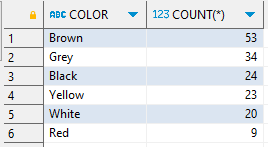 ABC COLOR 123 COUNT(*)
1 Brown 53
2 Grey 34
3 Black 24
4 Yellow 23
5 White 20
6 Red 9